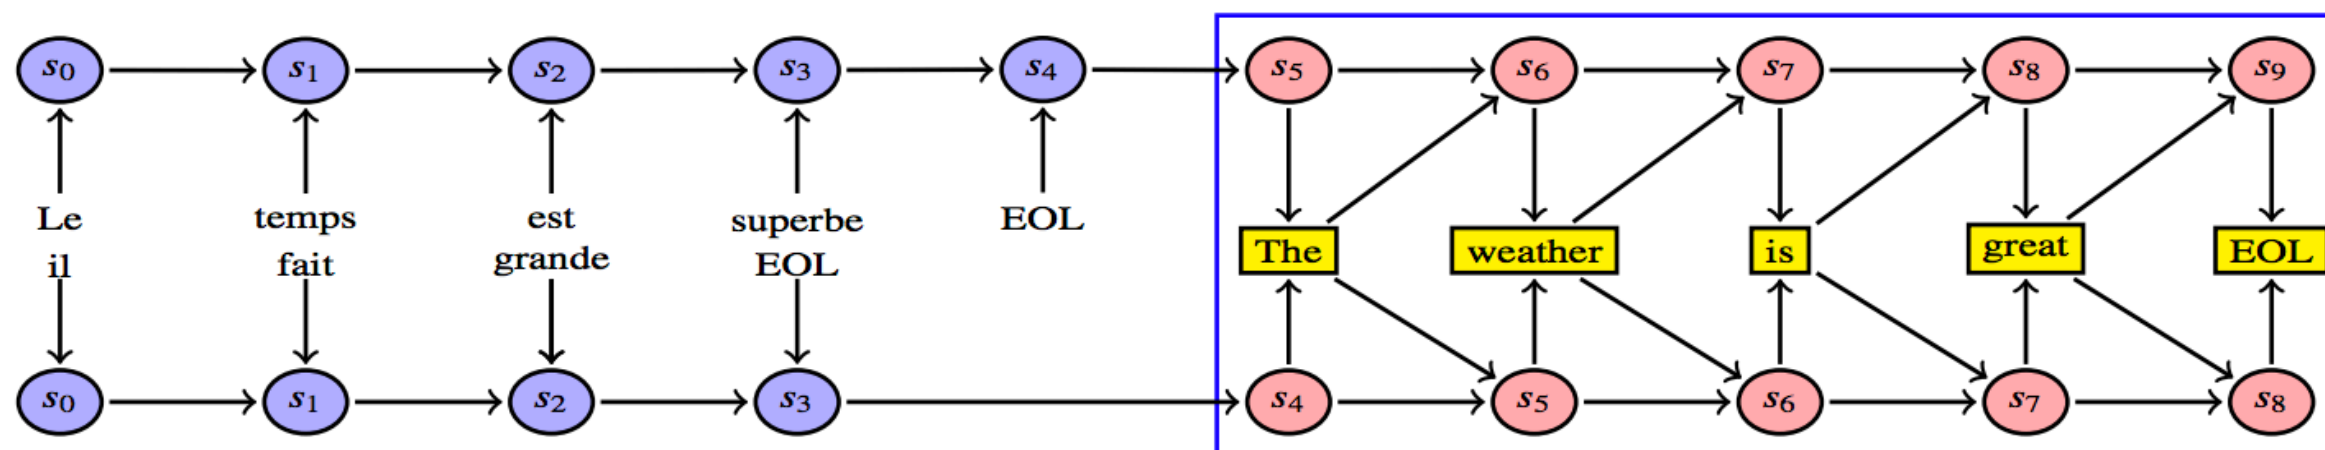 s0 s1 s2 s3 s4 s5 s6 s7 s8 s9
Le temps est superbe EOL
il fait grande EOL
The weather is great EOL
s0 s1 s2 s3 s4 s5 s6 s7 s8